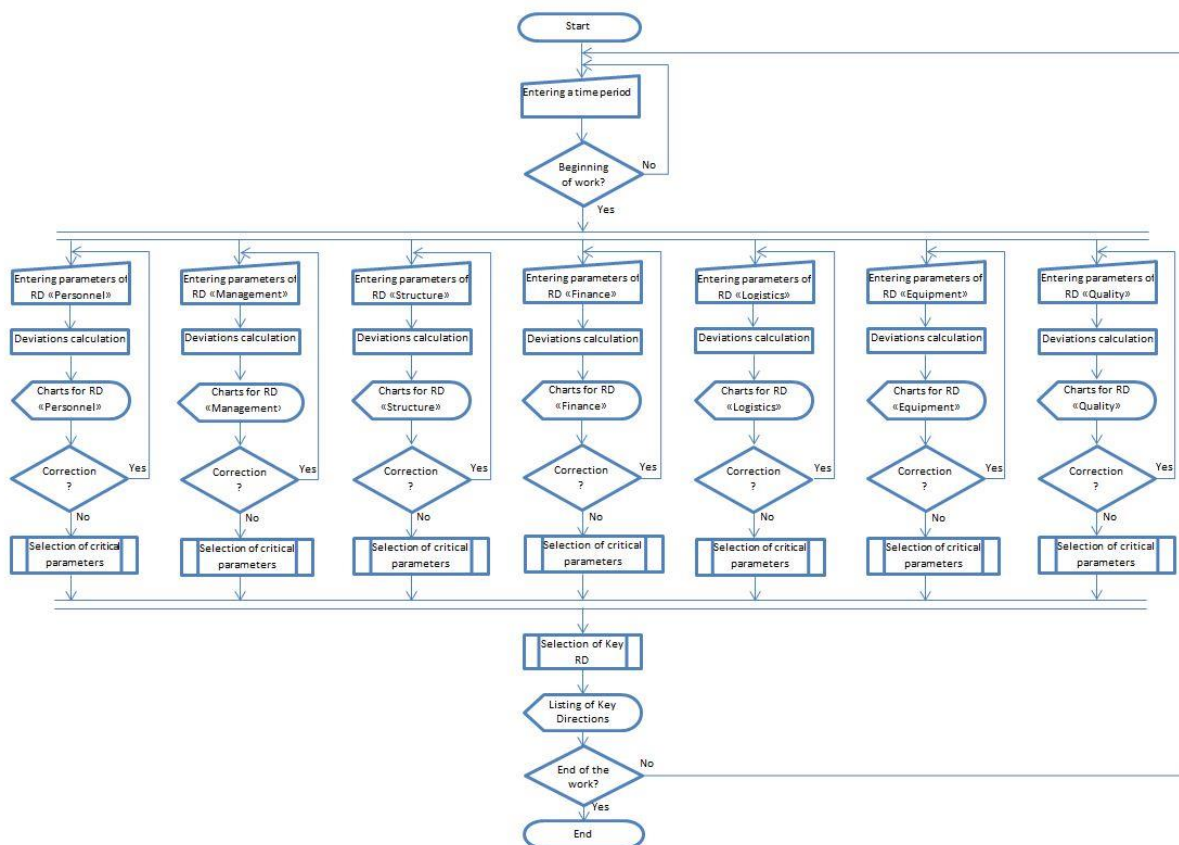 Start
Entering a time period
Beginning
of work?
No
Yes
Entering parameters of
RD «Personnel»
Entering parameters of
RD «Management»
Entering parameters of
RD «Structure»
Entering parameters of
RD «Finance»
Entering parameters of
RD «Logistics»
Entering parameters of
RD «Equipment»
Entering parameters of
RD «Quality»
Deviations calculation
Deviations calculation
Deviations calculation
Deviations calculation
Deviations calculation
Deviations calculation
Deviations calculation
Charts for RD
«Personnel»
Charts for RD
«Management›
Charts for RD
«Structure»
Charts for RD
«Finance»
Charts for RD
«Logistics»
Charts for RD
«Equipment»
Charts for RD
«Quality»
Correction
?
Yes
Correction
?
Yes
Correction
?
Yes
Correction
?
Yes
Correction
?
Yes
Correction
?
Yes
Correction
?
Yes
No
No
No
No
No
No
No
Selection of critical
parameters
Selection of critical
parameters
Selection of critical
parameters
Selection of critical
parameters
Selection of critical
parameters
Selection of critical
parameters
Selection of critical
parameters
Selection of Key
RD
Listing of Key
Directions
End of the
work?
No
Yes
End